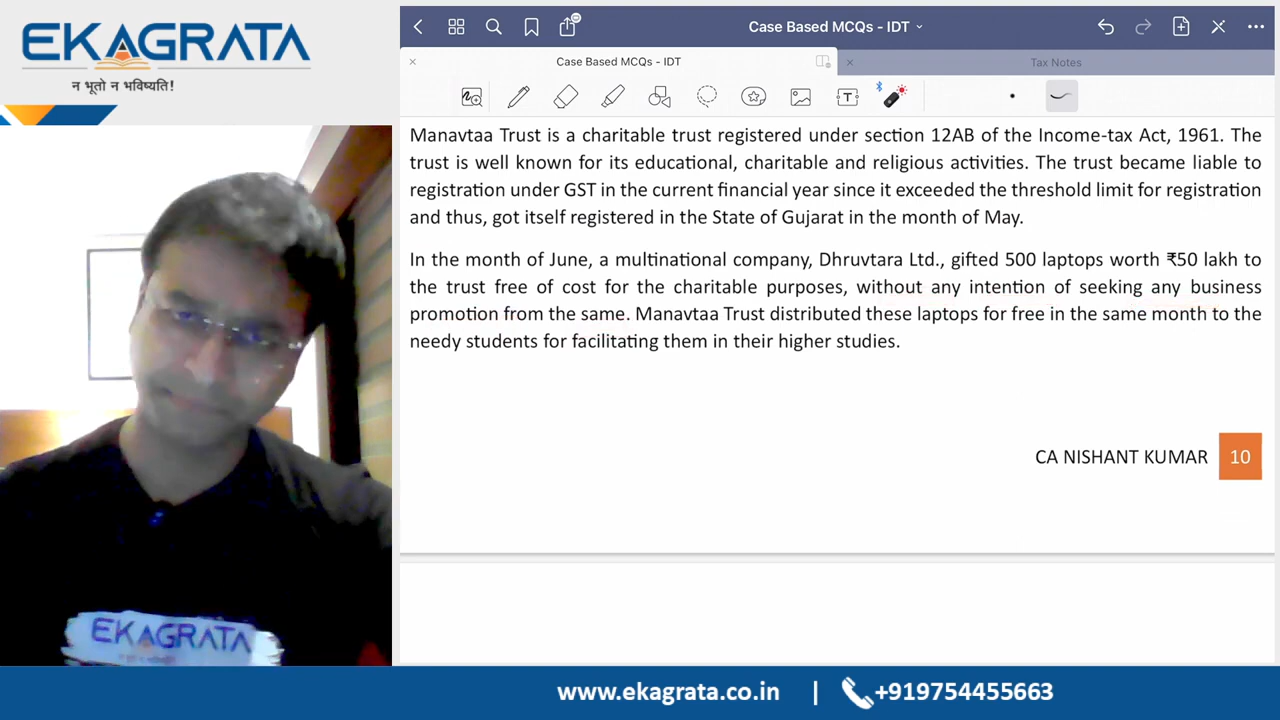 EKAGRATA
न भूतो न भविष्यति!
Case Based MCQs - IDT
Case Based MCQs - IDT
Tax Notes
Manavtaa Trust is a charitable trust registered under section 12AB of the Income-tax Act, 1961. The
trust is well known for its educational, charitable and religious activities. The trust became liable to
registration under GST in the current financial year since it exceeded the threshold limit for registration
and thus, got itself registered in the State of Gujarat in the month of May.
In the month of June, a multinational company, Dhruvtara Ltd., gifted 500 laptops worth ₹50 lakh to
the trust free of cost for the charitable purposes, without any intention of seeking any business
promotion from the same. Manavtaa Trust distributed these laptops for free in the same month to the
needy students for facilitating them in their higher studies.
CA NISHANT KUMAR 10
EKAGRATA
www.ekagrata.co.in | +919754455663